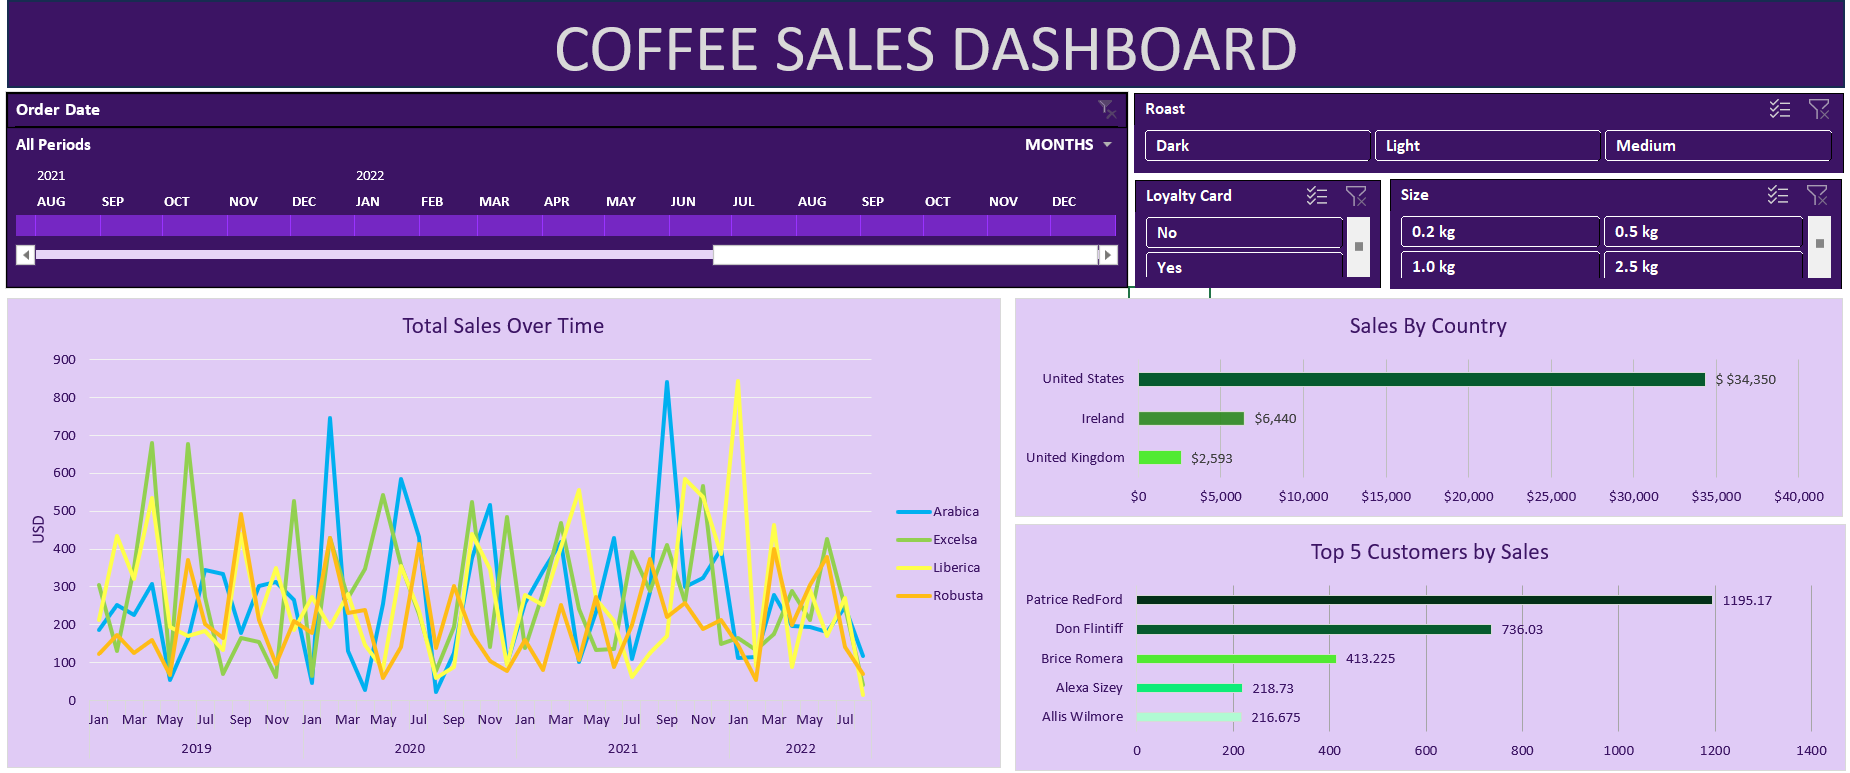 COFFEE SALES DASHBOARD
Order Date
All Periods
MONTHS
2021 2022
AUG SEP OCT NOV DEC JAN FEB MAR APR MAY JUN JUL AUG SEP OCT NOV DEC
Roast
Dark Light Medium
Loyalty Card
No
Yes
Size
0.2 kg 0.5 kg
1.0 kg 2.5 kg
Total Sales Over Time
900
800
700
600
500
400
300
200
100
0
USD
Jan Mar May Jul Sep Nov Jan Mar May Jul Sep Nov Jan Mar May Jul Sep Nov Jan Mar May Jul
2019 2020 2021 2022
Arabica
Excelsa
Liberica
Robusta
Sales By Country
United States $ $34,350
Ireland $6,440
United Kingdom $2,593
$0 $5,000 $10,000 $15,000 $20,000 $25,000 $30,000 $35,000 $40,000
Top 5 Customers by Sales
Patrice RedFord 1195.17
Don Flintiff 736.03
Brice Romera 413.225
Alexa Sizey 218.73
Allis Wilmore 216.675
0 200 400 600 800 1000 1200 1400